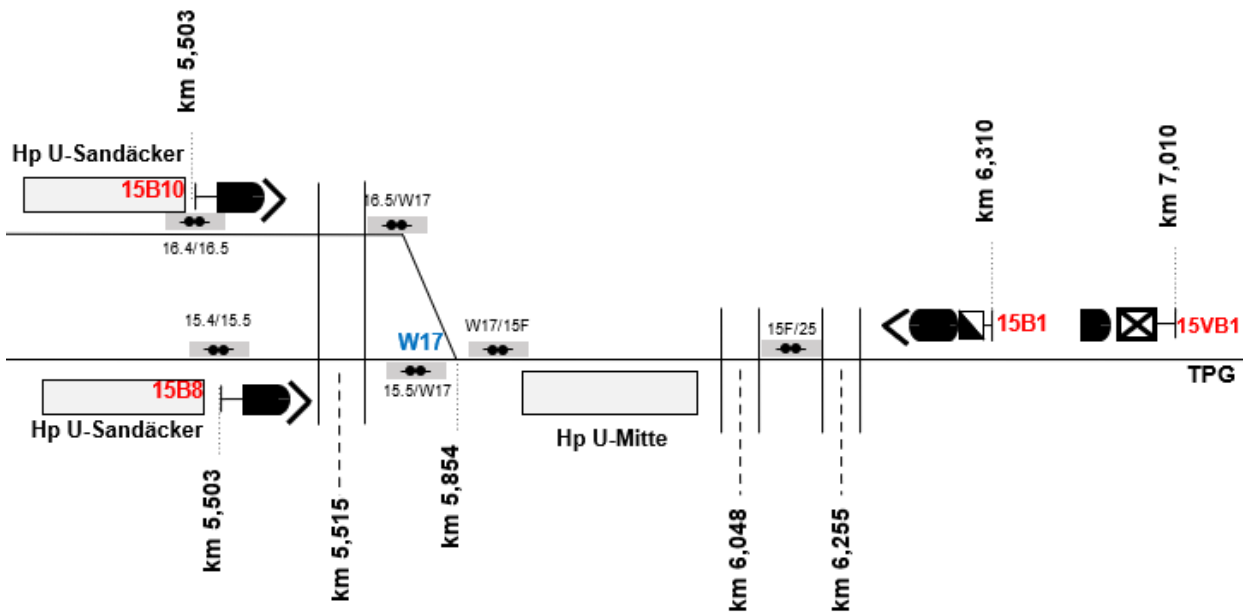 km 5,503
Hp U-Sandäcker
15B10
16.4/16.5
16.5/W17
km 6,310
km 7,010
15.4/15.5
W17
W17/15F
15F/25
15B1
15VB1
15.5/W17
TPG
15B8
Hp U-Sandäcker
Hp U-Mitte
km 5,503
km 5,515
km 5,854
km 6,048
km 6,255